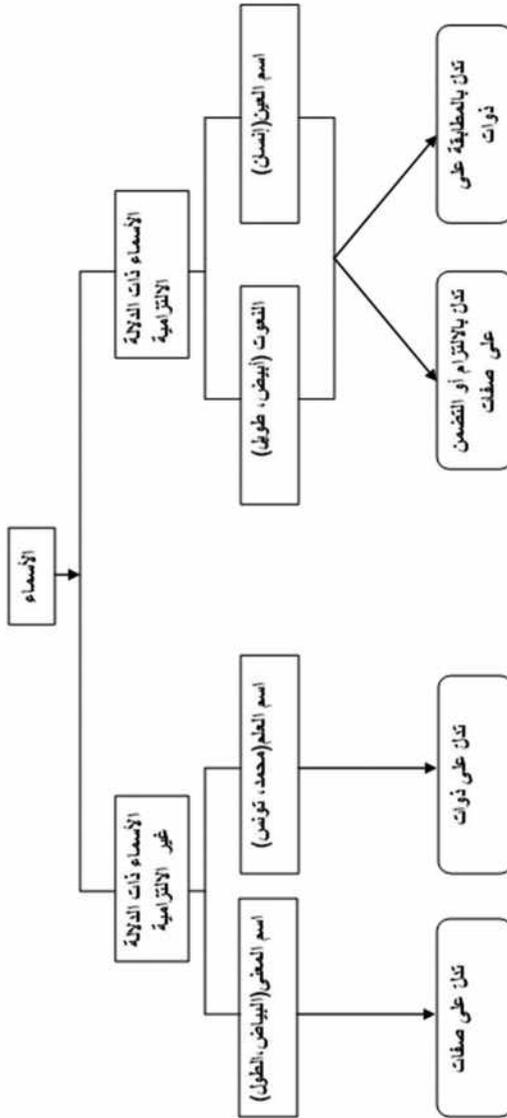 الأسماء
الأسماء ذات الدلالة
الالتزامية
الأسماء ذات الدلالة
غير الالتزامية
اسم العين(إنسان)
النعوت (أبيض، طويل)
اسم العلم(محمد، تونس)
اسم المعنى(البياض،الطول)
تدلّ بالمطابقة على
ذوات
تدلّ بالالتزام أو التضمن
على صفات
تدلّ على ذوات
تدلّ على صفات